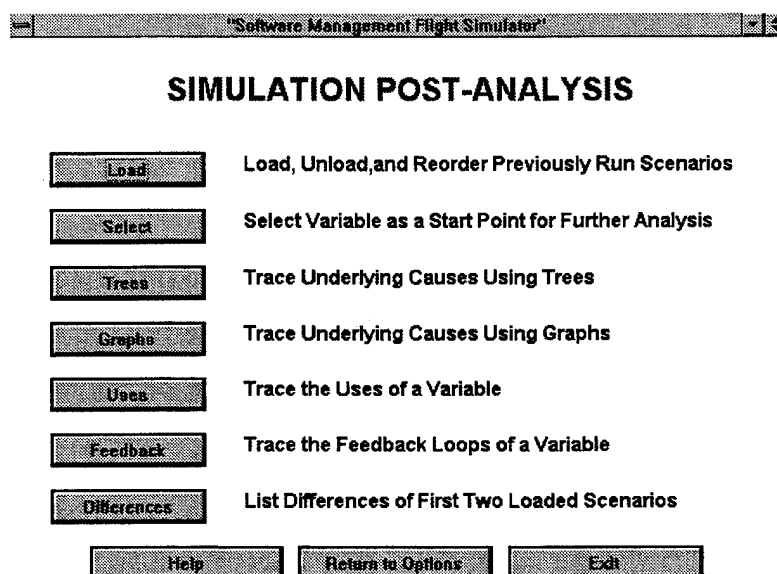 "Software Management Flight Simulator"
SIMULATION POST-ANALYSIS
Load Load, Unload,and Reorder Previously Run Scenarios
Select Select Variable as a Start Point for Further Analysis
Trees Trace Underlying Causes Using Trees
Graphs Trace Underlying Causes Using Graphs
Uses Trace the Uses of a Variable
Feedback Trace the Feedback Loops of a Variable
Differences List Differences of First Two Loaded Scenarios
Help Return to Options Exit